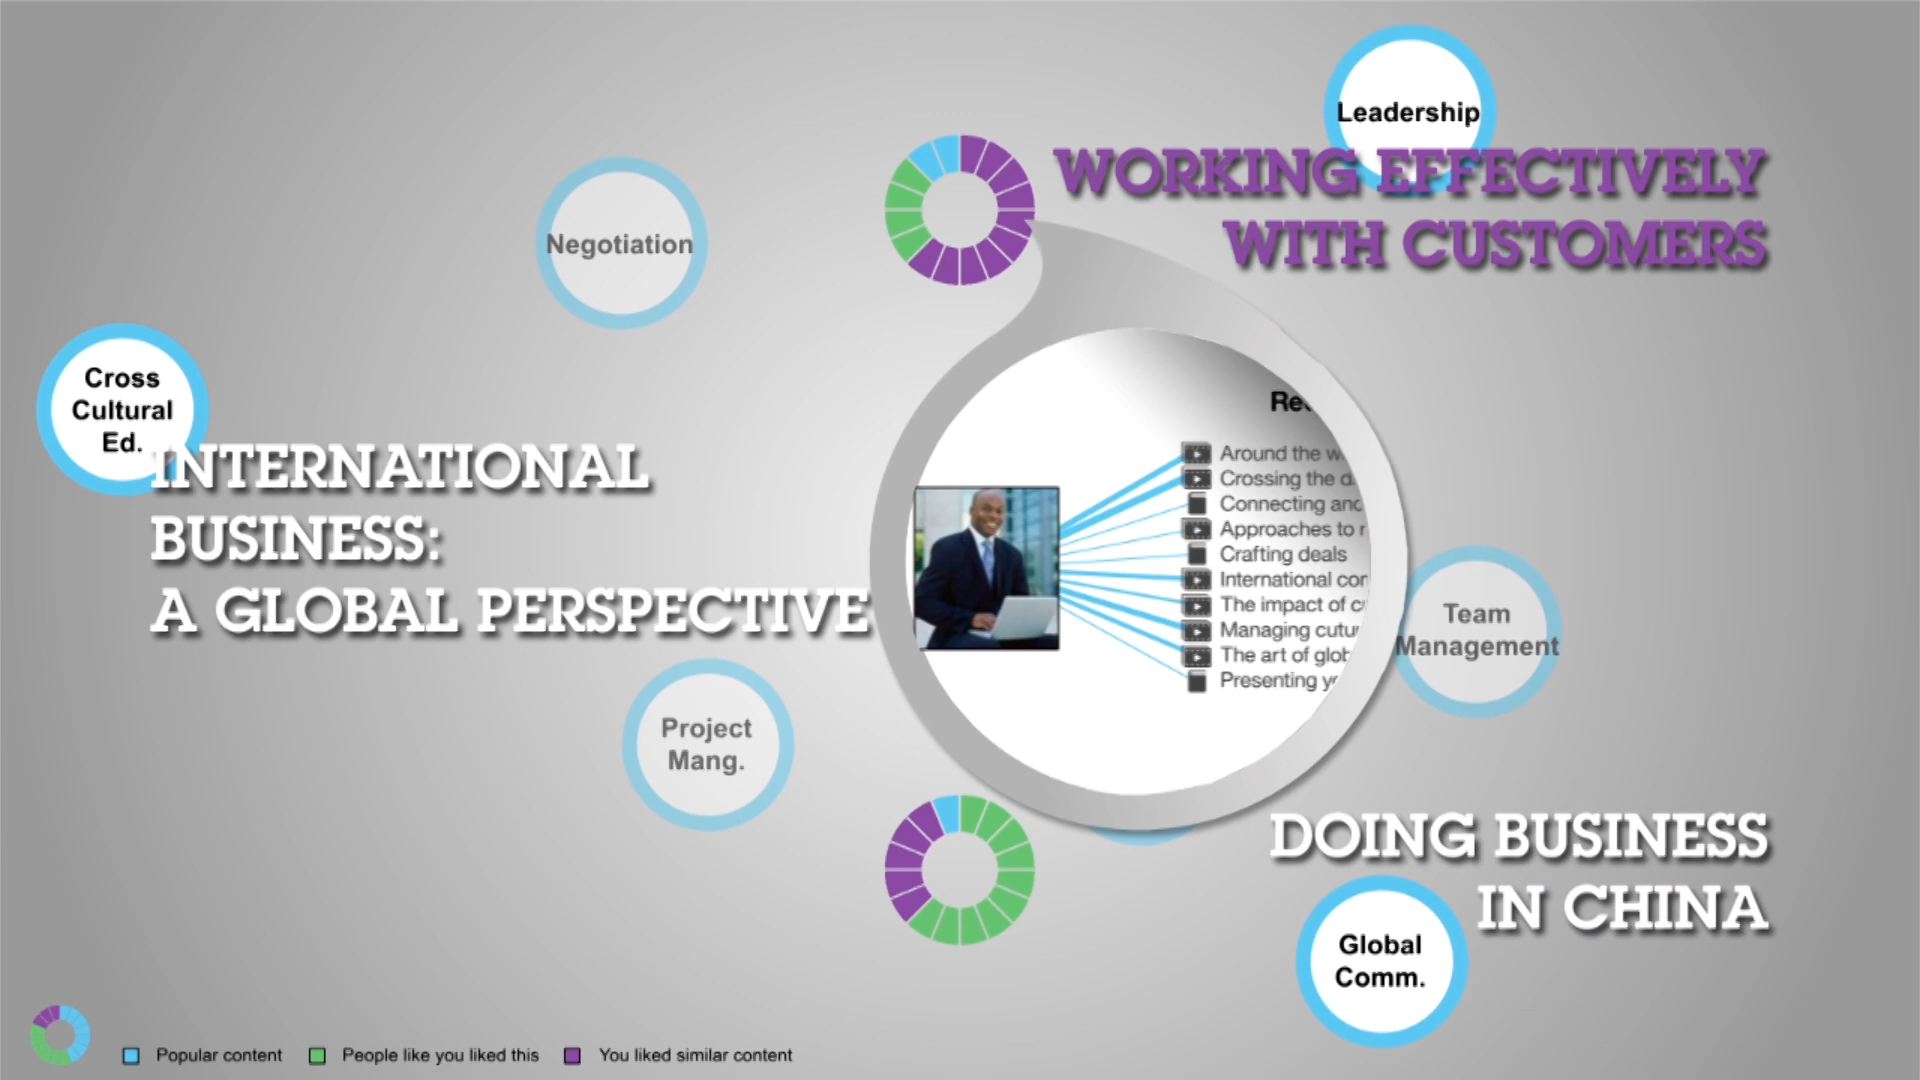 Leadership
WORKING EFFECTIVELY
WITH CUSTOMERS
Negotiation
Cross
Cultural
Ed.
INTERNATIONAL
BUSINESS:
A GLOBAL PERSPECTIVE
Around the
Crossing the
Connecting
Approaches to
Crafting deals
International
The impact of
Managing
The art of
Presenting
Team
Management
Project
Mang.
DOING BUSINESS
IN CHINA
Global
Comm.
Popular content
People like you liked this
You liked similar content